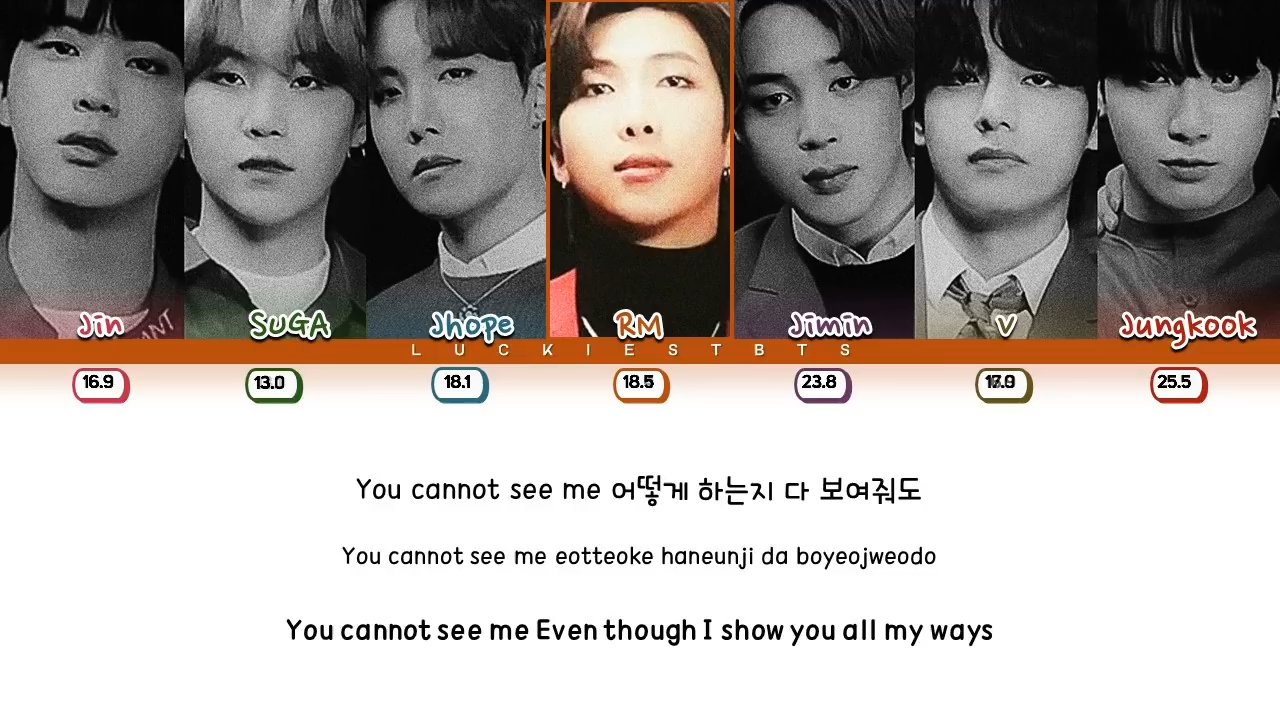 Jin SUGA Jhope RM Jimin V Jungkook
LUCKIESTBTS
16.9 13.0 18.1 18.5 23.8 25.5
You cannot see me 어떻게 하는지 다 보여줘도
You cannot see me eotteoke haneunji da boyeojweodo
You cannot see me Even though I show you all my ways